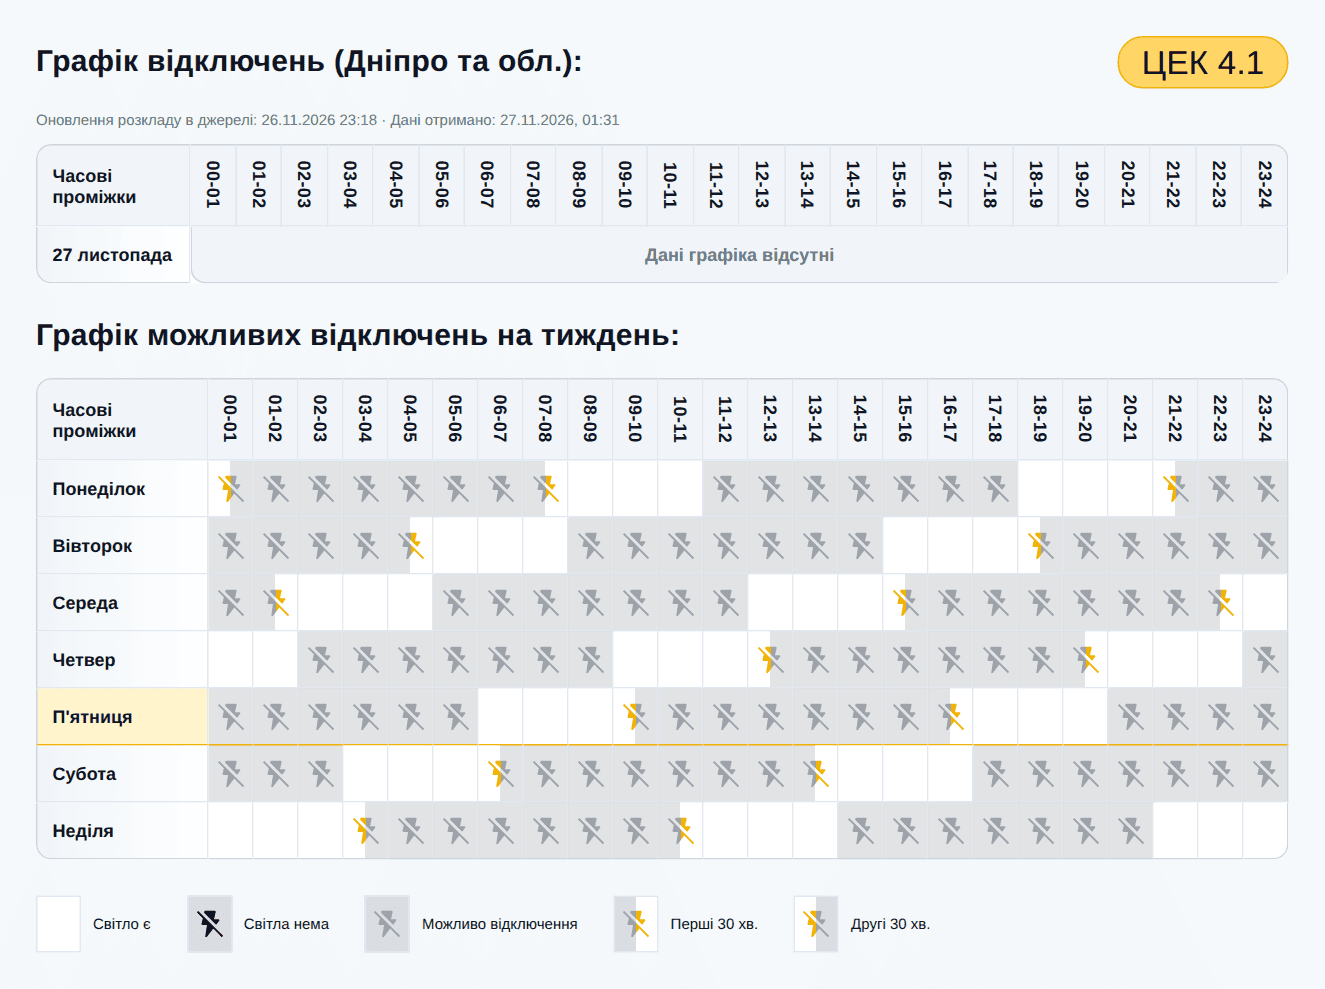 Графік відключень (Дніпро та обл.):
ЦЕК 4.1
Оновлення розкладу в джерелі: 26.11.2026 23:18 · Дані отримано: 27.11.2026, 01:31
Часові проміжки 00-01 01-02 02-03 03-04 04-05 05-06 06-07 07-08 08-09 09-10 10-11 11-12 12-13 13-14 14-15 15-16 16-17 17-18 18-19 19-20 20-21 21-22 22-23 23-24
27 листопада Дані графіка відсутні
Графік можливих відключень на тиждень:
Часові проміжки 00-01 01-02 02-03 03-04 04-05 05-06 06-07 07-08 08-09 09-10 10-11 11-12 12-13 13-14 14-15 15-16 16-17 17-18 18-19 19-20 20-21 21-22 22-23 23-24
Понеділок
Вівторок
Середа
Четвер
П'ятниця
Субота
Неділя
Світло є Світла нема Можливо відключення Перші 30 хв. Другі 30 хв.